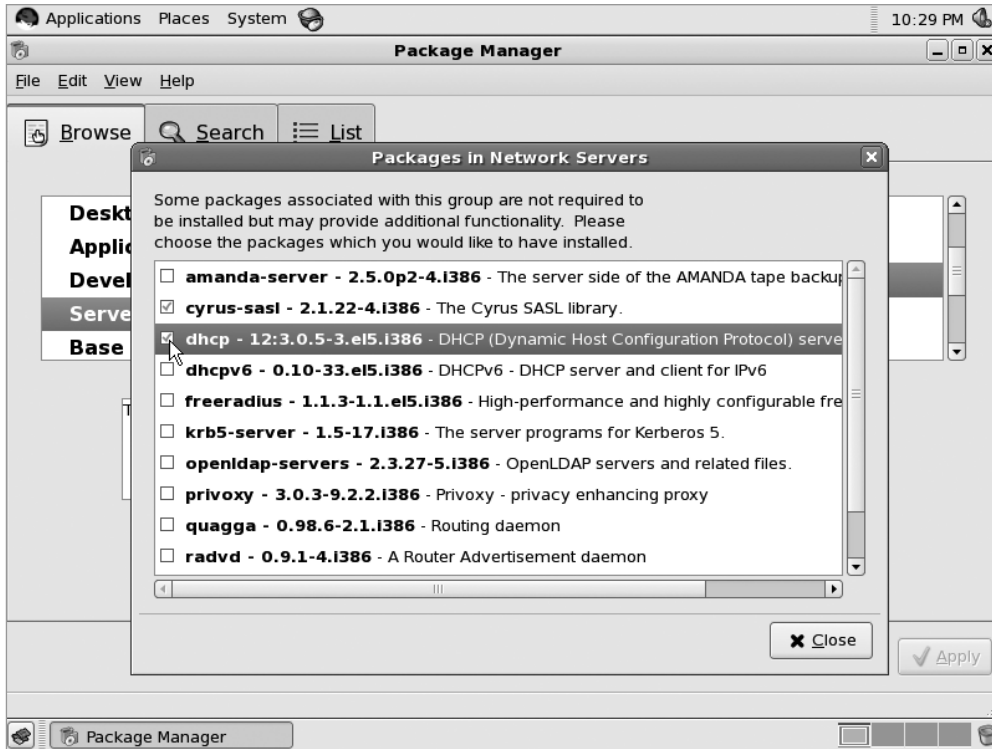 Applications Places System
10:29 PM
Package Manager
File Edit View Help
Browse Search List
Packages in Network Servers
Some packages associated with this group are not required to
be installed but may provide additional functionality. Please
choose the packages which you would like to have installed.
Deskt
Applic
Devel
Serve
Base
T
amanda-server - 2.5.0p2-4.i386 - The server side of the AMANDA tape backup
cyrus-sasl - 2.1.22-4.i386 - The Cyrus SASL library.
dhcp - 12:3.0.5-3.el5.i386 - DHCP (Dynamic Host Configuration Protocol) serve
dhcpv6 - 0.10-33.el5.i386 - DHCPv6 - DHCP server and client for IPv6
freeradius - 1.1.3-1.1.el5.i386 - High-performance and highly configurable fre
krb5-server - 1.5-17.i386 - The server programs for Kerberos 5.
openldap-servers - 2.3.27-5.i386 - OpenLDAP servers and related files.
privoxy - 3.0.3-9.2.2.i386 - Privoxy - privacy enhancing proxy
quagga - 0.98.6-2.1.i386 - Routing daemon
radvd - 0.9.1-4.i386 - A Router Advertisement daemon
Close
Apply
Package Manager